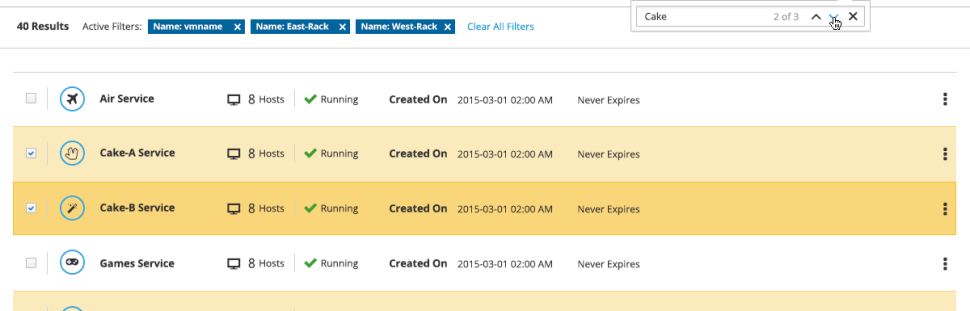 Cake 2 of 3
40 Results Active Filters: Name: vmname × Name: East-Rack × Name: West-Rack × Clear All Filters
Air Service 8 Hosts Running Created On 2015-03-01 02:00 AM Never Expires
Cake-A Service 8 Hosts Running Created On 2015-03-01 02:00 AM Never Expires
Cake-B Service 8 Hosts Running Created On 2015-03-01 02:00 AM Never Expires
Games Service 8 Hosts Running Created On 2015-03-01 02:00 AM Never Expires